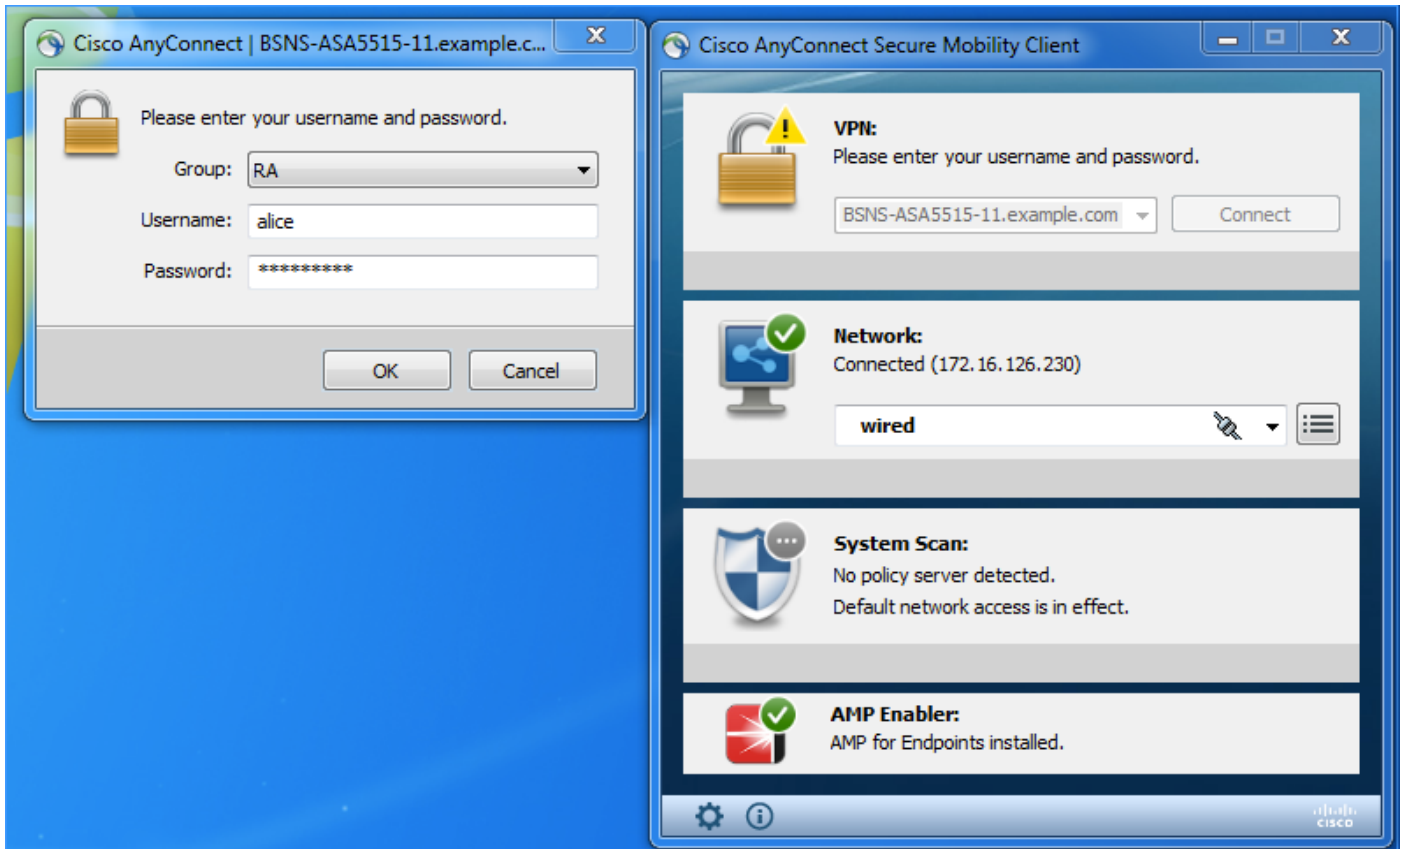 Cisco AnyConnect | BSNS-ASA5515-11.example.c...
Please enter your username and password.
Group: RA
Username: alice
Password: *********
OK Cancel
Cisco AnyConnect Secure Mobility Client
VPN:
Please enter your username and password.
BSNS-ASA5515-11.example.com Connect
Network:
Connected (172.16.126.230)
wired
System Scan:
No policy server detected.
Default network access is in effect.
AMP Enabler:
AMP for Endpoints installed.
CISCO